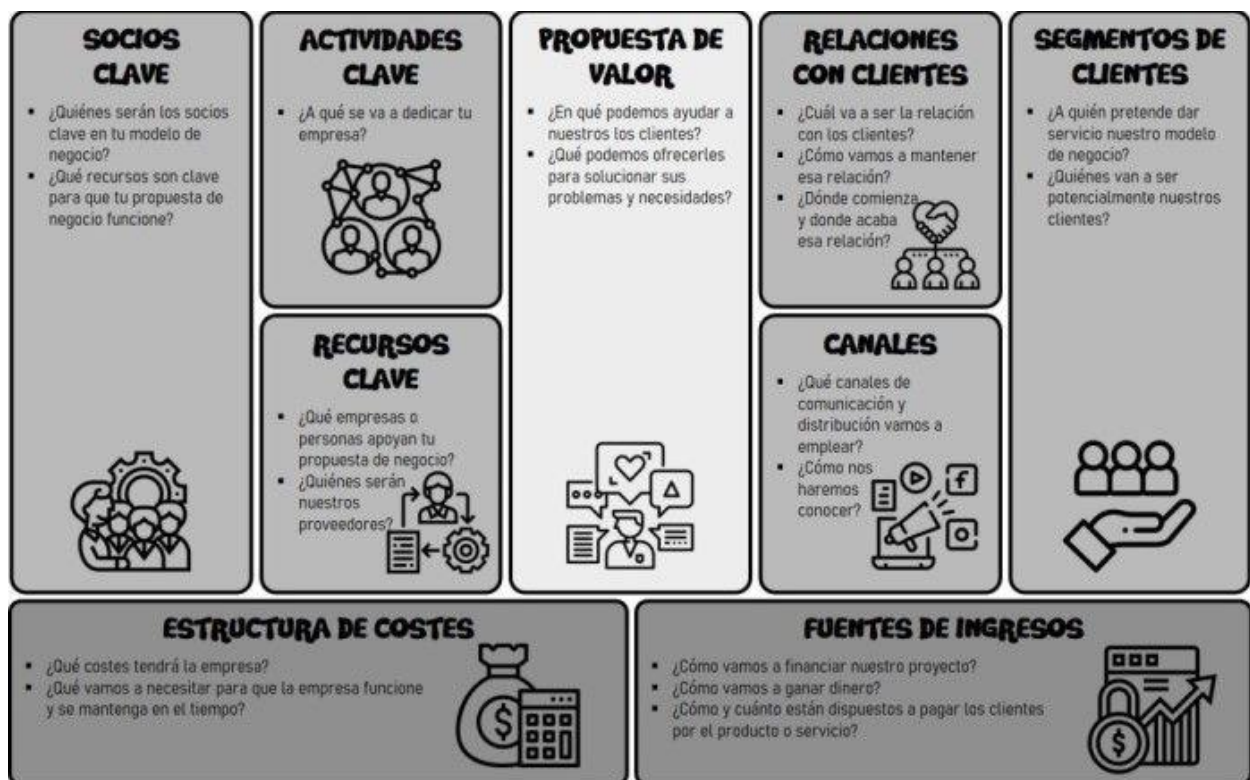 SOCIOS
CLAVE
▪ ¿Quiénes serán los socios
clave en tu modelo de
negocio?
▪ ¿Qué recursos son clave
para que tu propuesta de
negocio funcione?
ACTIVIDADES
CLAVE
▪ ¿A qué se va a dedicar tu
empresa?
RECURSOS
CLAVE
▪ ¿Qué empresas o
personas apoyan tu
propuesta de negocio?
▪ ¿Quiénes serán
nuestros
proveedores?
PROPUESTA DE
VALOR
▪ ¿En qué podemos ayudar a
nuestros los clientes?
▪ ¿Qué podemos ofrecerles
para solucionar sus
problemas y necesidades?
RELACIONES
CON CLIENTES
▪ ¿Cuál va a ser la relación
con los clientes?
▪ ¿Cómo vamos a mantener
esa relación?
▪ ¿Dónde comienza
y donde acaba
esa relación?
CANALES
▪ ¿Qué canales de
comunicación y
distribución vamos a
emplear?
▪ ¿Cómo nos
haremos
conocer?
SEGMENTOS DE
CLIENTES
▪ ¿A quién pretende dar
servicio nuestro modelo
de negocio?
▪ ¿Quiénes van a ser
potencialmente nuestros
clientes?
ESTRUCTURA DE COSTES
▪ ¿Qué costes tendrá la empresa?
▪ ¿Qué vamos a necesitar para que la empresa funcione
y se mantenga en el tiempo?
FUENTES DE INGRESOS
▪ ¿Cómo vamos a financiar nuestro proyecto?
▪ ¿Cómo vamos a ganar dinero?
▪ ¿Cómo y cuánto están dispuestos a pagar los clientes
por el producto o servicio?